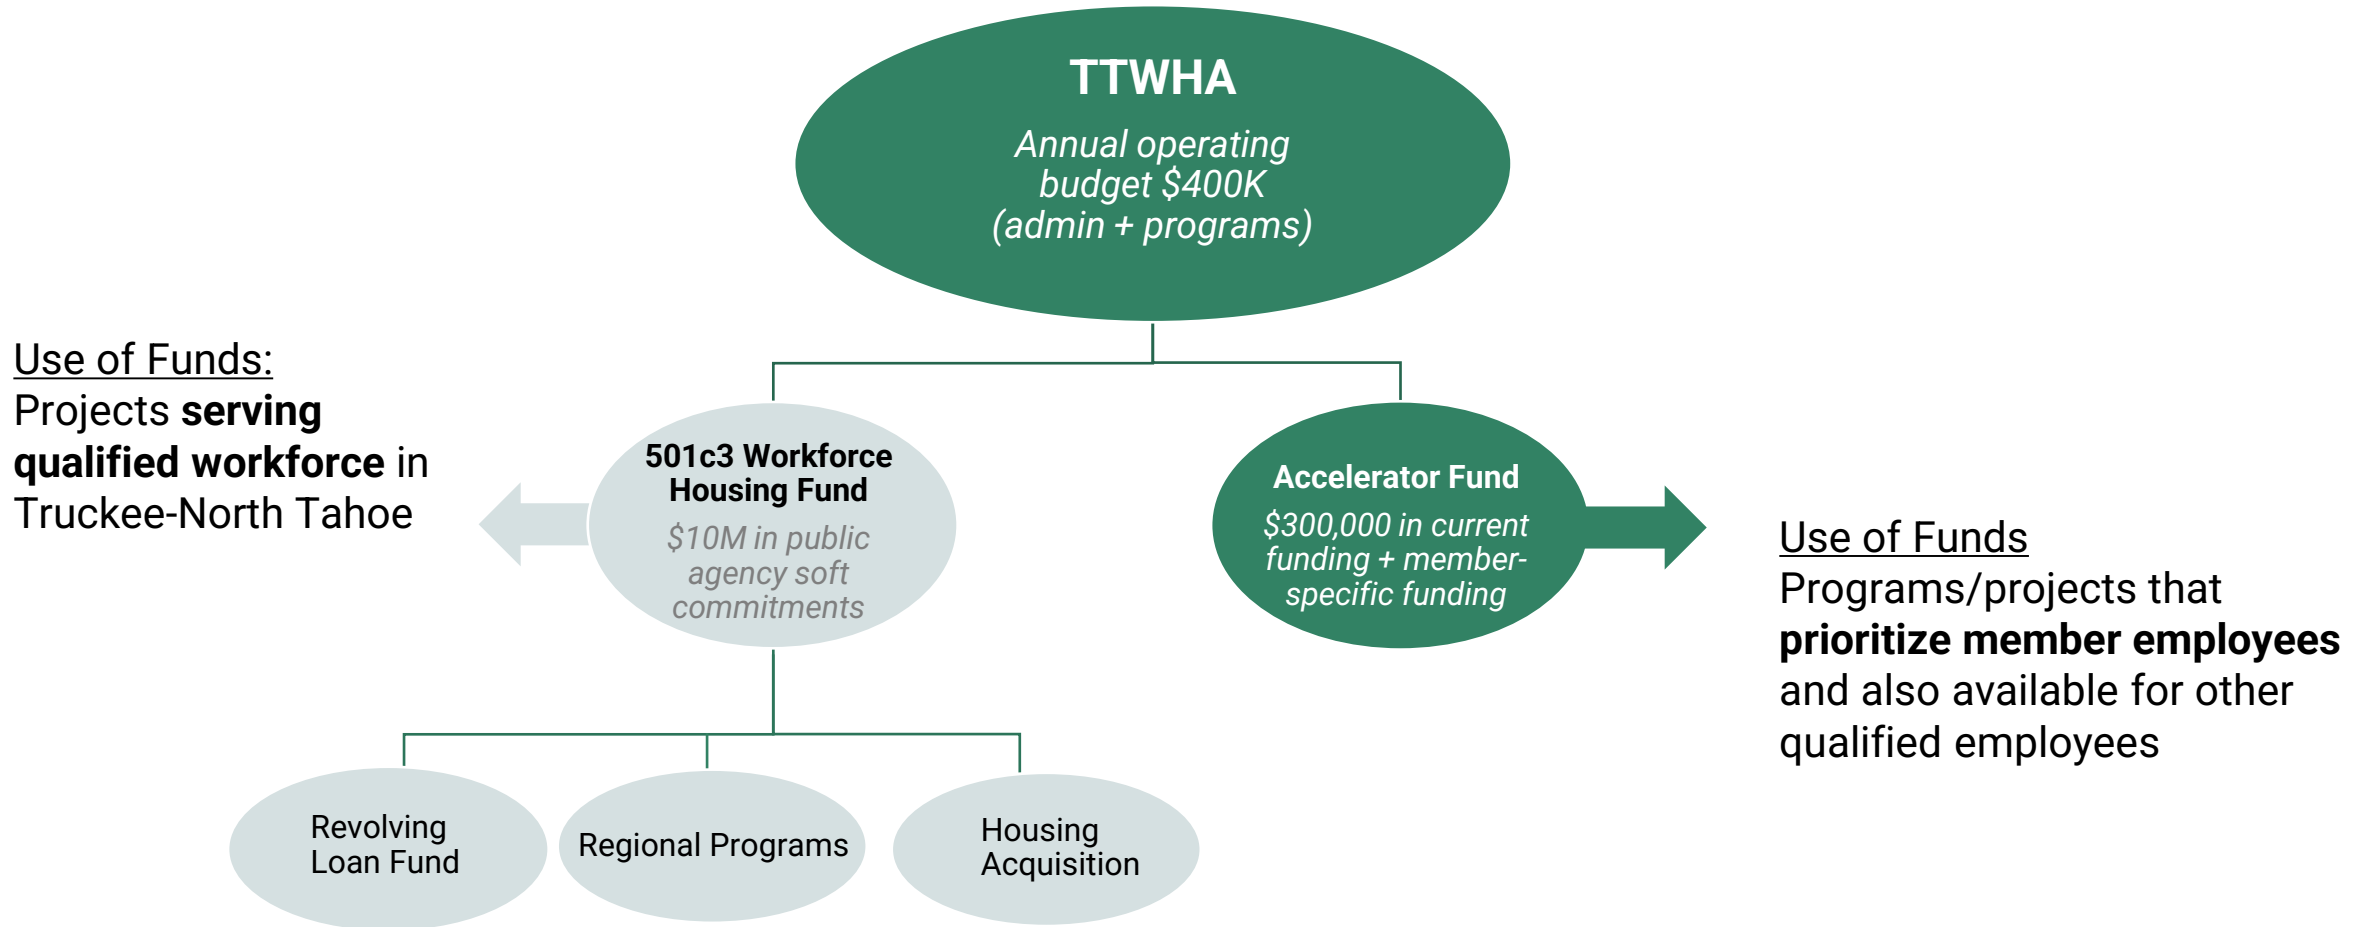 TTWHA
Annual operating
budget $400K
(admin + programs)
Use of Funds:
Projects serving
qualified workforce in
Truckee-North Tahoe
501c3 Workforce
Housing Fund
$10M in public
agency soft
commitments
Accelerator Fund
$300,000 in current
funding + member-
specific funding
Use of Funds
Programs/projects that
prioritize member employees
and also available for other
qualified employees
Revolving
Loan Fund
Regional Programs
Housing
Acquisition